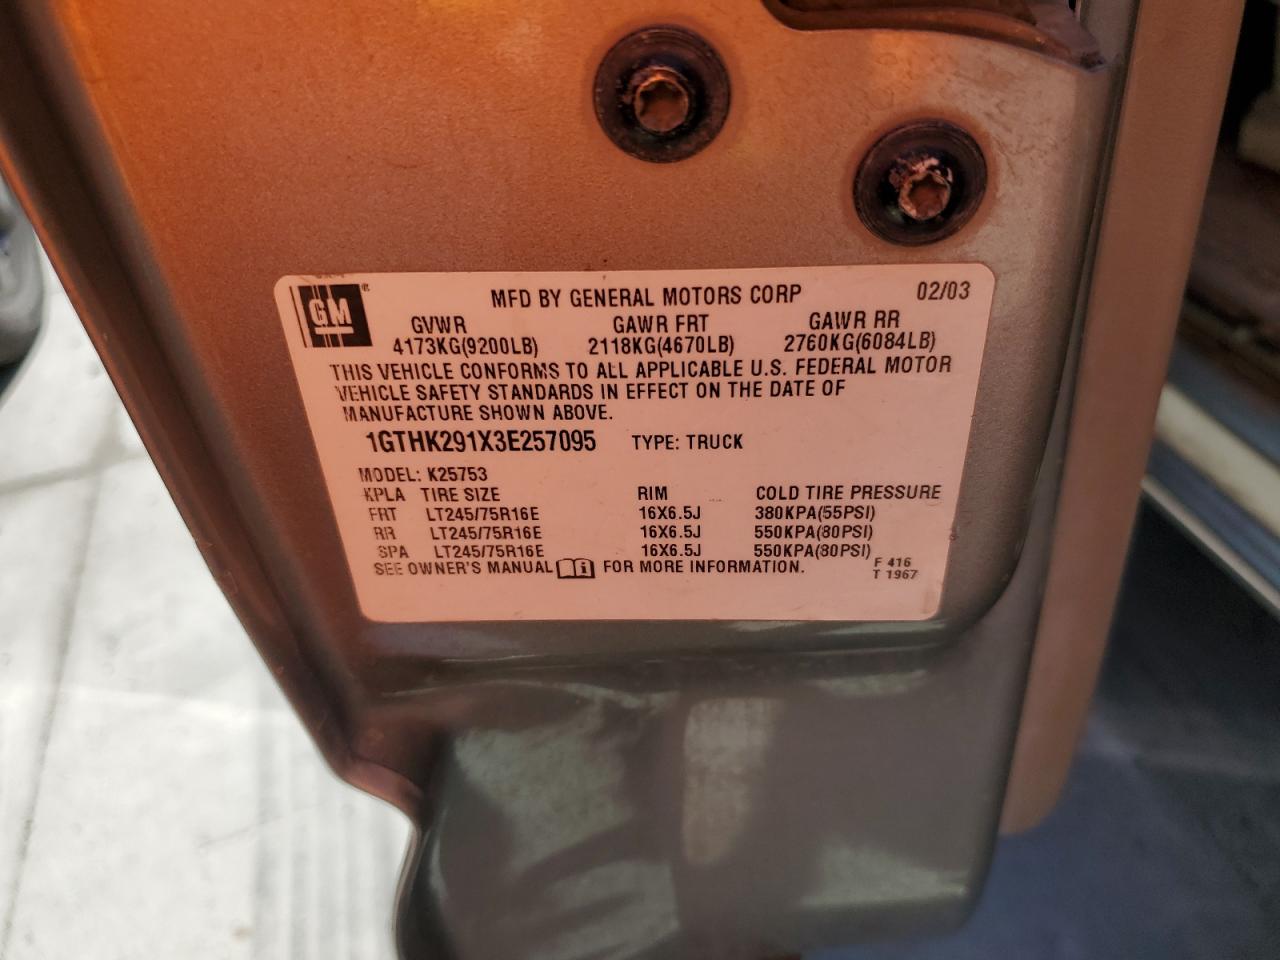 GM ® MFD BY GENERAL MOTORS CORP 02/03
GVWR GAWR FRT GAWR RR
4173KG(9200LB) 2118KG(4670LB) 2760KG(6084LB)
THIS VEHICLE CONFORMS TO ALL APPLICABLE U.S. FEDERAL MOTOR
VEHICLE SAFETY STANDARDS IN EFFECT ON THE DATE OF
MANUFACTURE SHOWN ABOVE.
1GTHK291X3E257095 TYPE: TRUCK
MODEL: K25753
KPLA TIRE SIZE RIM COLD TIRE PRESSURE
FRT LT245/75R16E 16X6.5J 380KPA(55PSI)
RR LT245/75R16E 16X6.5J 550KPA(80PSI)
SPA LT245/75R16E 16X6.5J 550KPA(80PSI)
SEE OWNER'S MANUAL i FOR MORE INFORMATION.
F 416
T 1967